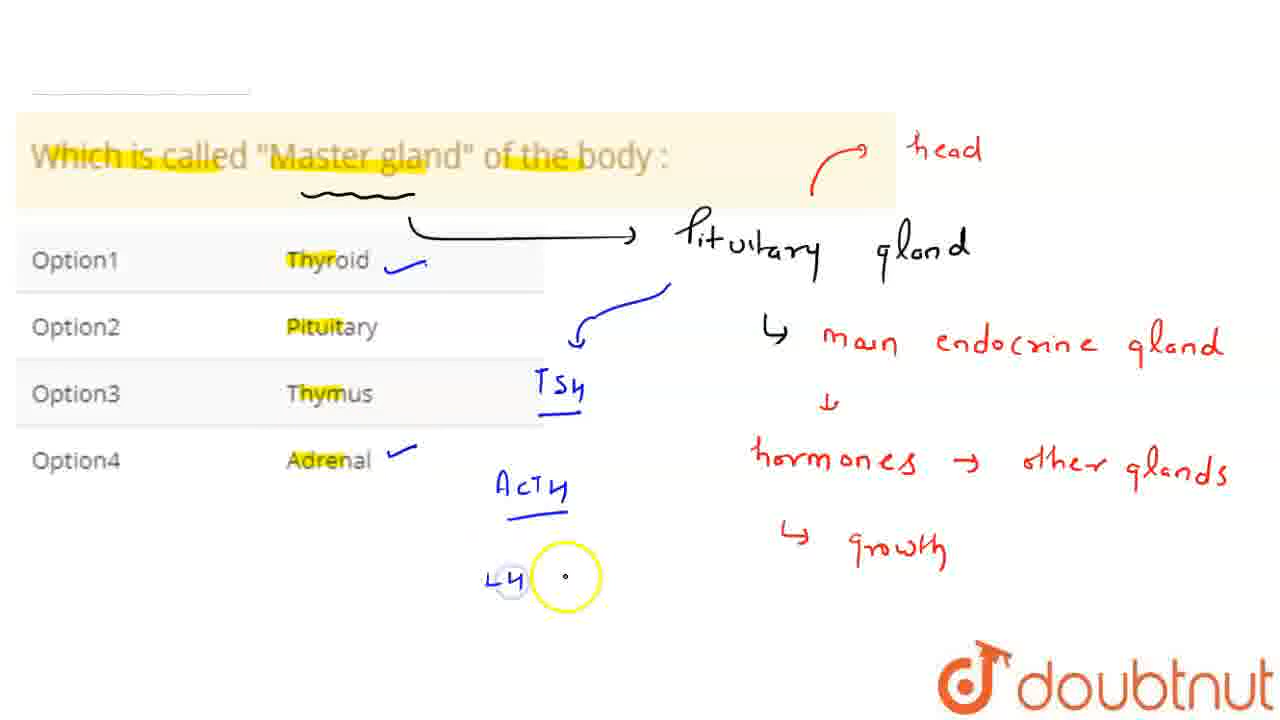 Which is called "Master gland" of the body :
head
Pituitary gland
Option1 Thyroid
Option2 Pituitary
main endocrine gland
Option3 Thymus
TSH
hormones → other glands
Option4 Adrenal
ACTH
growth
LH
doubtnut